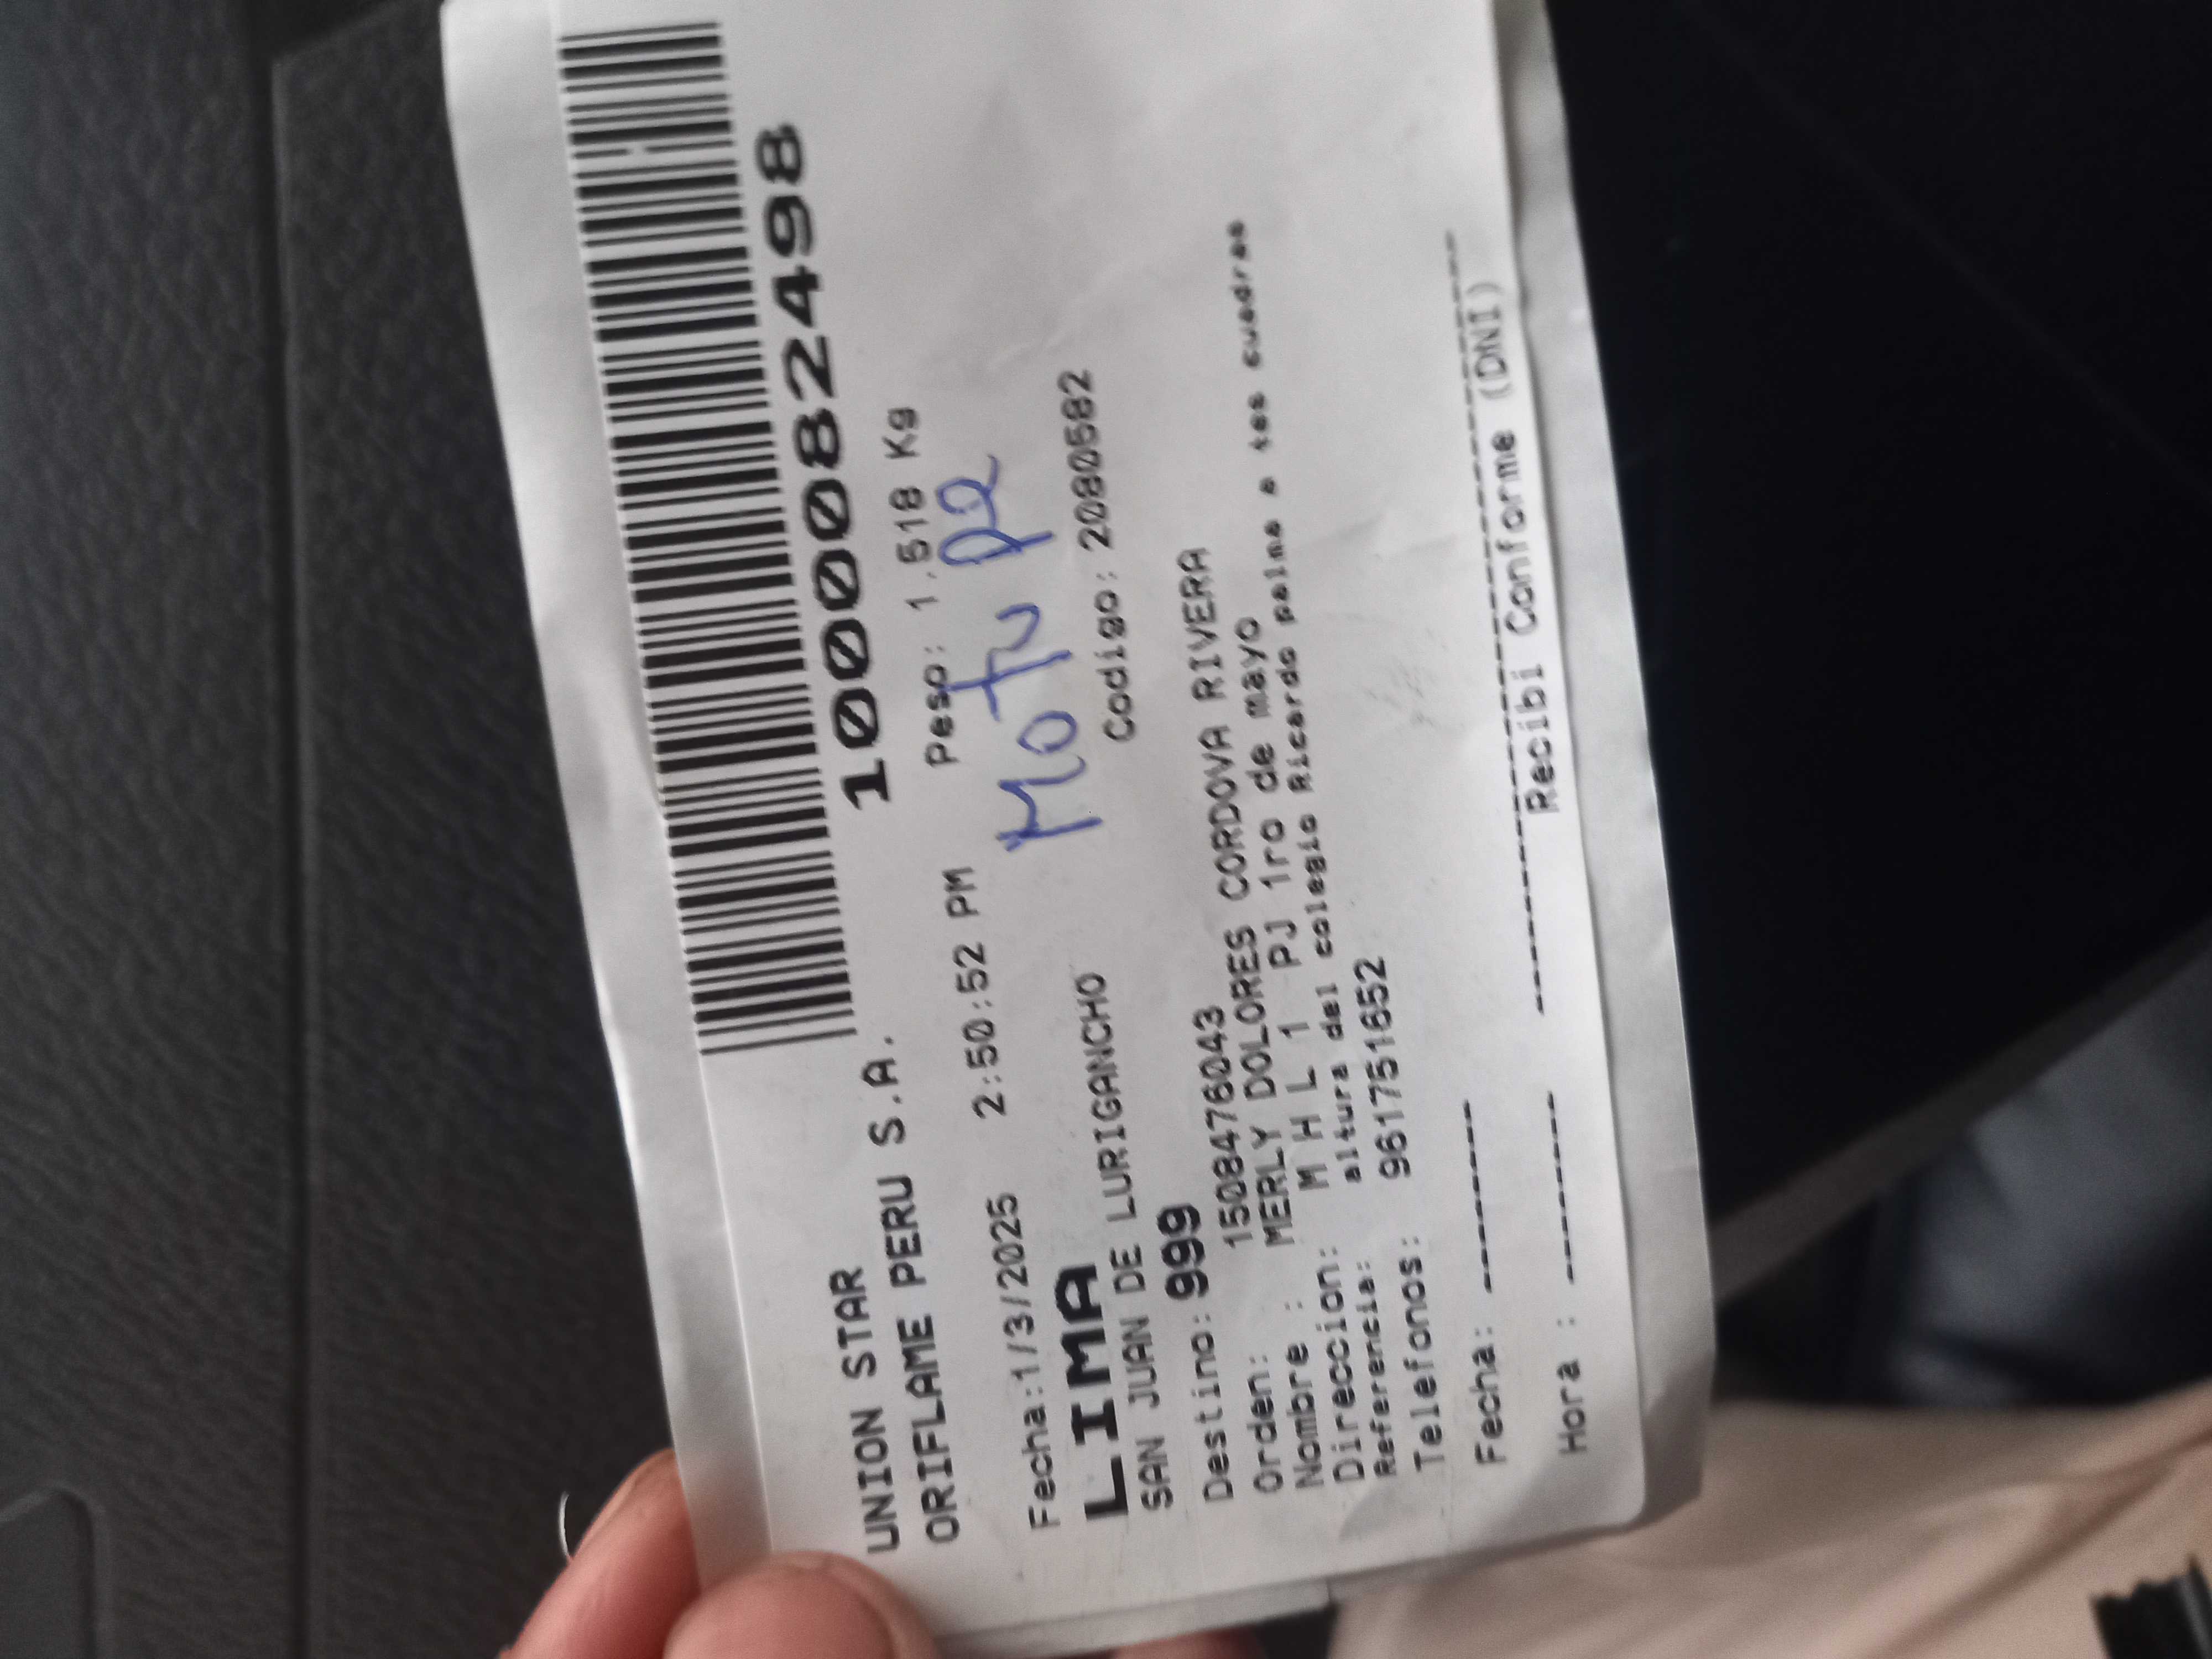 1000082498
UNION STAR
ORIFLAME PERU S.A.
Peso: 1.518 Kg
Fecha:1/3/2025 2:50:52 PM
Motupe
LIMA
SAN JUAN DE LURIGANCHO
Codigo: 2080582
Destino: 999
Orden: 1508476043
Nombre : MERLY DOLORES CORDOVA RIVERA
Direccion: M H L 1 PJ 1ro de mayo
Referencia: altura del colegio Ricardo palma a tes cuadras
Telefonos: 961751652
Fecha:
Hora :
Recibi Conforme (DNI)